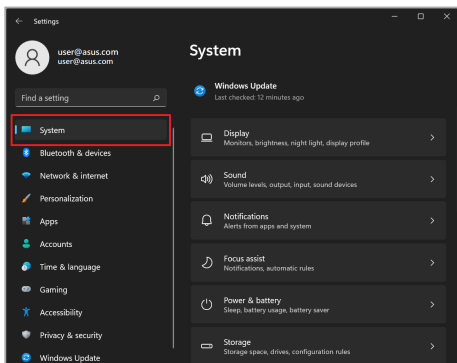 Settings
user@asus.com
user@asus.com
Find a setting
System
Bluetooth & devices
Network & internet
Personalization
Apps
Accounts
Time & language
Gaming
Accessibility
Privacy & security
Windows Update
System
Windows Update
Last checked: 12 minutes ago
Display
Monitors, brightness, night light, display profile
Sound
Volume levels, output, input, sound devices
Notifications
Alerts from apps and system
Focus assist
Notifications, automatic rules
Power & battery
Sleep, battery usage, battery saver
Storage
Storage space, drives, configuration rules